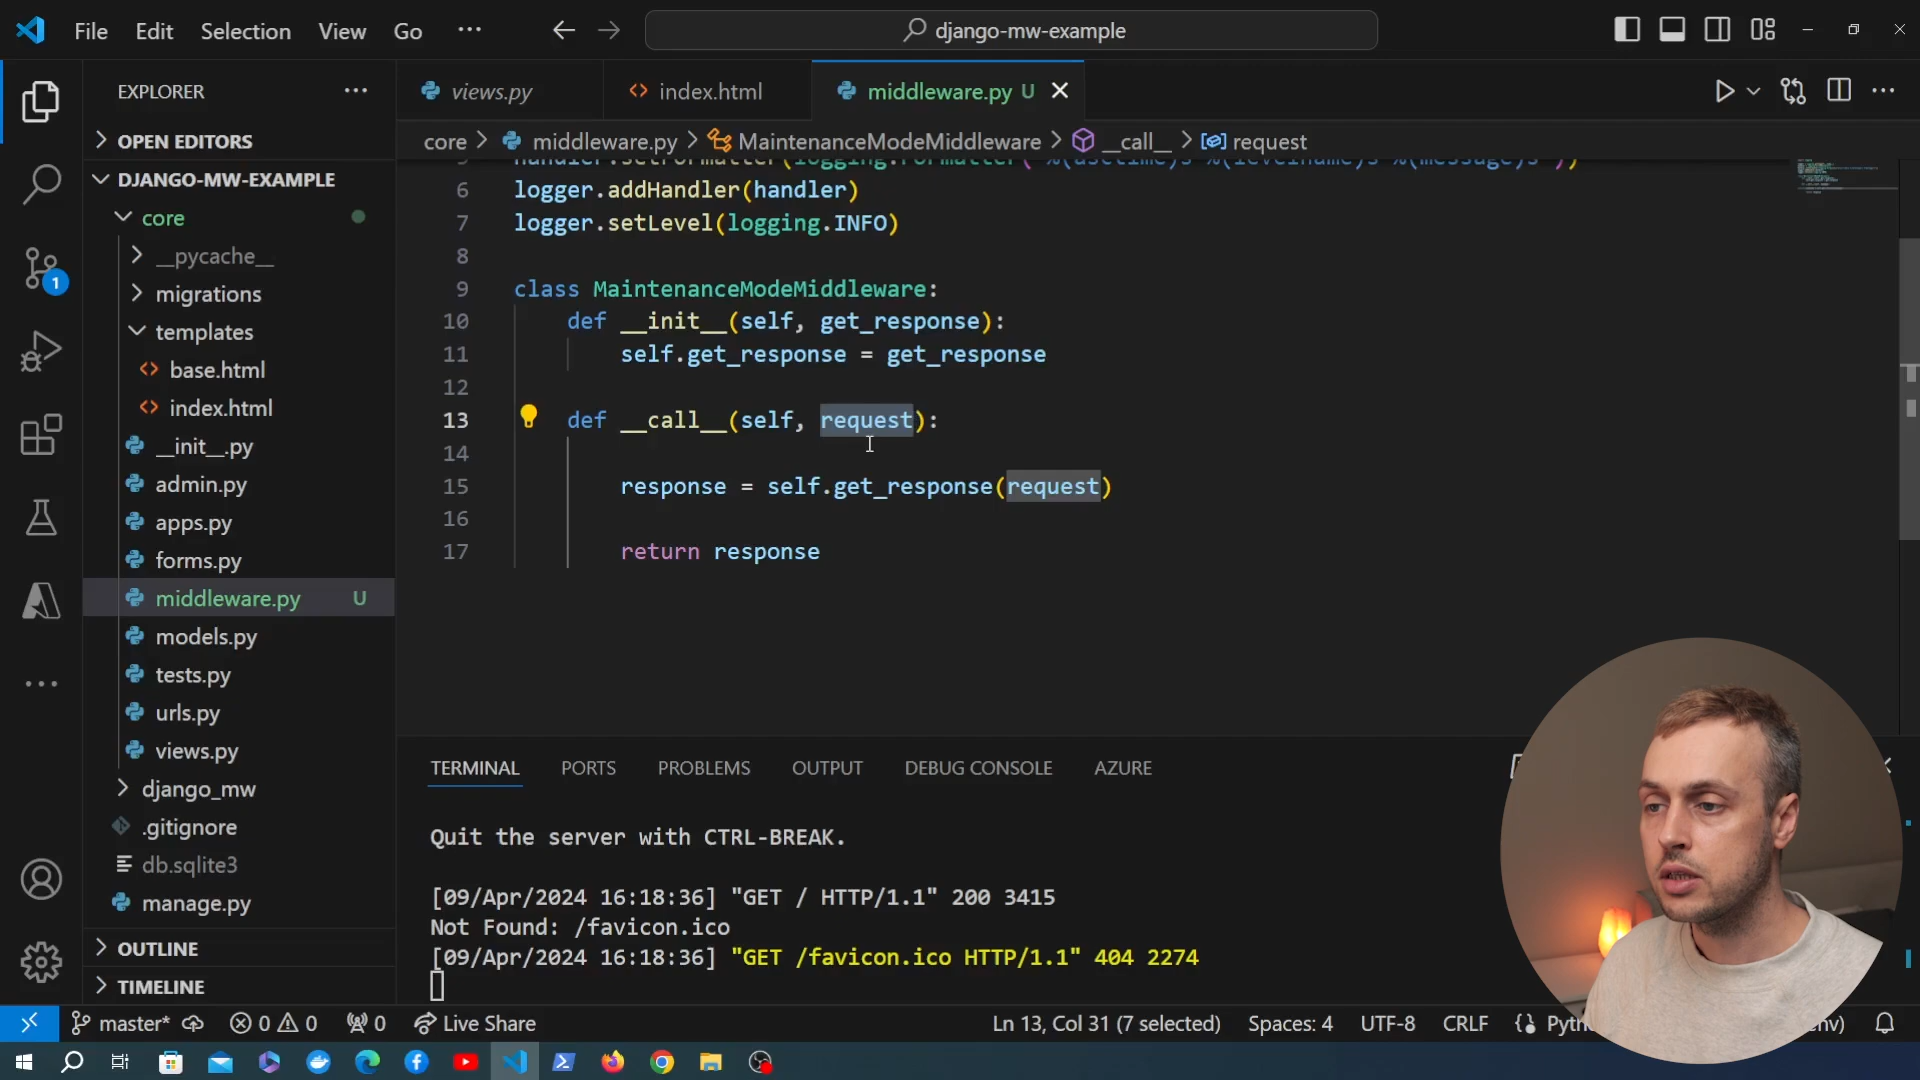 File Edit Selection View Go ···
django-mw-example
EXPLORER
OPEN EDITORS
DJANGO-MW-EXAMPLE
core
__pycache__
migrations
templates
base.html
index.html
__init__.py
admin.py
apps.py
forms.py
middleware.py U
models.py
tests.py
urls.py
views.py
django_mw
.gitignore
db.sqlite3
manage.py
OUTLINE
TIMELINE
1
views.py index.html middleware.py U
core > middleware.py > MaintenanceModeMiddleware > __call__ > request
handler.setFormatter(logging.Formatter('%(asctime)s %(levelname)s %(message)s'))
6 logger.addHandler(handler)
7 logger.setLevel(logging.INFO)
8
9 class MaintenanceModeMiddleware:
10 def __init__(self, get_response):
11 self.get_response = get_response
12
13 def __call__(self, request):
14
15 response = self.get_response(request)
16
17 return response
TERMINAL PORTS PROBLEMS OUTPUT DEBUG CONSOLE AZURE
Quit the server with CTRL-BREAK.
[09/Apr/2024 16:18:36] "GET / HTTP/1.1" 200 3415
Not Found: /favicon.ico
[09/Apr/2024 16:18:36] "GET /favicon.ico HTTP/1.1" 404 2274
master* 0 0 0 Live Share Ln 13, Col 31 (7 selected) Spaces: 4 UTF-8 CRLF